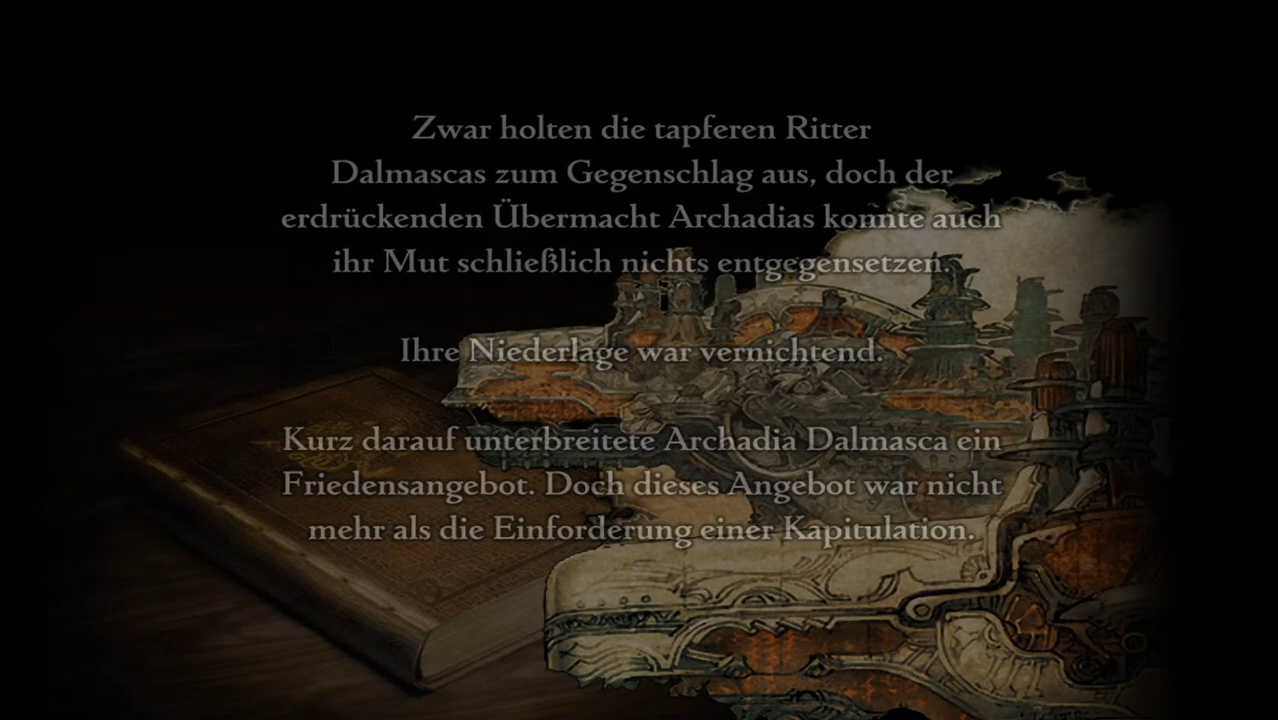 Zwar holten die tapferen Ritter
Dalmascas zum Gegenschlag aus, doch der
erdrückenden Übermacht Archadias konnte auch
ihr Mut schließlich nichts entgegensetzen.
Ihre Niederlage war vernichtend.
Kurz darauf unterbreitete Archadia Dalmasca ein
Friedensangebot. Doch dieses Angebot war nicht
mehr als die Einforderung einer Kapitulation.